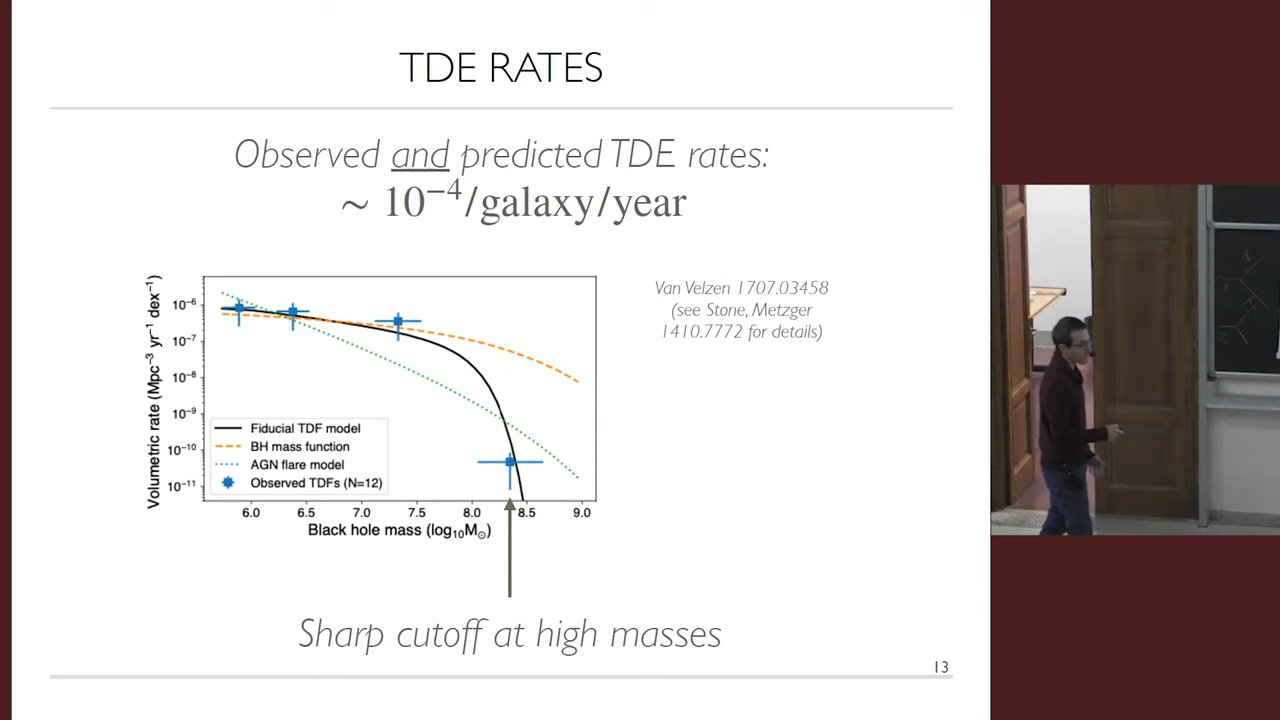 TDE RATES
Observed and predicted TDE rates:
∼ 10⁻⁴/galaxy/year
Van Velzen 1707.03458
(see Stone, Metzger
1410.7772 for details)
Volumetric rate (Mpc⁻³ yr⁻¹ dex⁻¹)
10⁻⁶
10⁻⁷
10⁻⁸
10⁻⁹
10⁻¹⁰
10⁻¹¹
Fiducial TDF model
BH mass function
AGN flare model
Observed TDFs (N=12)
6.0 6.5 7.0 7.5 8.0 8.5 9.0
Black hole mass (log₁₀M☉)
Sharp cutoff at high masses
13